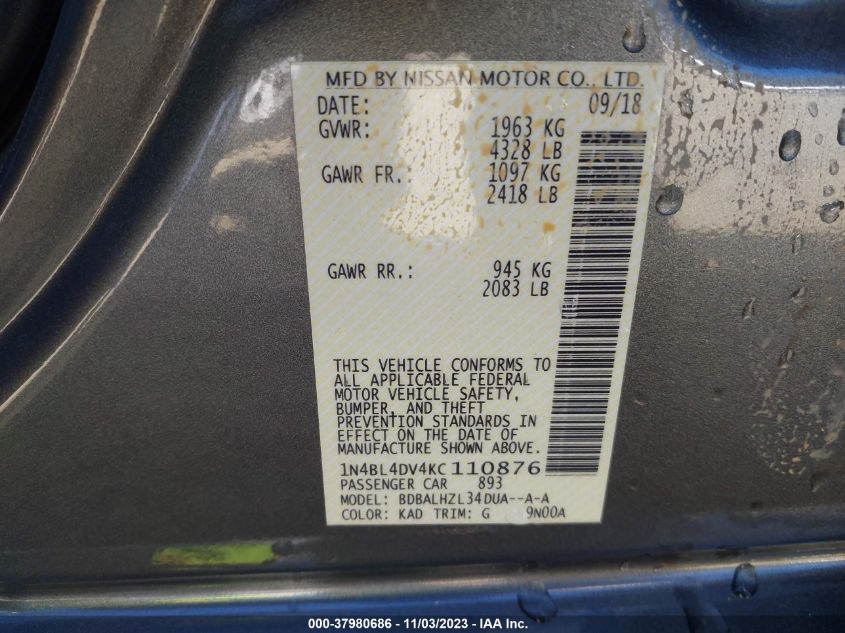 MFD BY NISSAN MOTOR CO., LTD.
DATE: 09/18
GVWR: 1963 KG
4328 LB
GAWR FR.: 1097 KG
2418 LB
GAWR RR.: 945 KG
2083 LB
THIS VEHICLE CONFORMS TO
ALL APPLICABLE FEDERAL
MOTOR VEHICLE SAFETY,
BUMPER, AND THEFT
PREVENTION STANDARDS IN
EFFECT ON THE DATE OF
MANUFACTURE SHOWN ABOVE.
1N4BL4DV4KC110876
PASSENGER CAR 893
MODEL: BDBALHZL34DUA--A-A
COLOR: KAD TRIM: G 9N00A
000-37980686 - 11/03/2023 - IAA Inc.